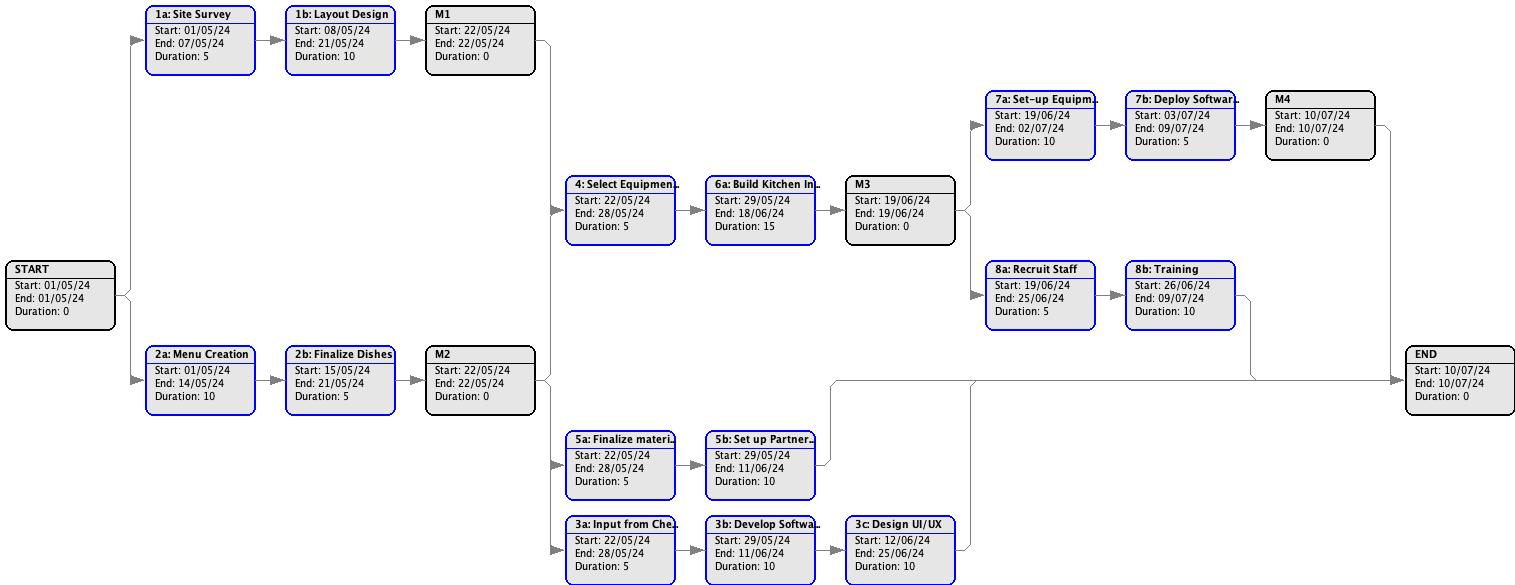 1a: Site Survey
Start: 01/05/24
End: 07/05/24
Duration: 5
1b: Layout Design
Start: 08/05/24
End: 21/05/24
Duration: 10
M1
Start: 22/05/24
End: 22/05/24
Duration: 0
7a: Set-up Equipm..
Start: 19/06/24
End: 02/07/24
Duration: 10
7b: Deploy Softwar..
Start: 03/07/24
End: 09/07/24
Duration: 5
M4
Start: 10/07/24
End: 10/07/24
Duration: 0
4: Select Equipmen..
Start: 22/05/24
End: 28/05/24
Duration: 5
6a: Build Kitchen In..
Start: 29/05/24
End: 18/06/24
Duration: 15
M3
Start: 19/06/24
End: 19/06/24
Duration: 0
START
Start: 01/05/24
End: 01/05/24
Duration: 0
8a: Recruit Staff
Start: 19/06/24
End: 25/06/24
Duration: 5
8b: Training
Start: 26/06/24
End: 09/07/24
Duration: 10
2a: Menu Creation
Start: 01/05/24
End: 14/05/24
Duration: 10
2b: Finalize Dishes
Start: 15/05/24
End: 21/05/24
Duration: 5
M2
Start: 22/05/24
End: 22/05/24
Duration: 0
END
Start: 10/07/24
End: 10/07/24
Duration: 0
5a: Finalize materi..
Start: 22/05/24
End: 28/05/24
Duration: 5
5b: Set up Partner..
Start: 29/05/24
End: 11/06/24
Duration: 10
3a: Input from Che..
Start: 22/05/24
End: 28/05/24
Duration: 5
3b: Develop Softwa..
Start: 29/05/24
End: 11/06/24
Duration: 10
3c: Design UI/UX
Start: 12/06/24
End: 25/06/24
Duration: 10